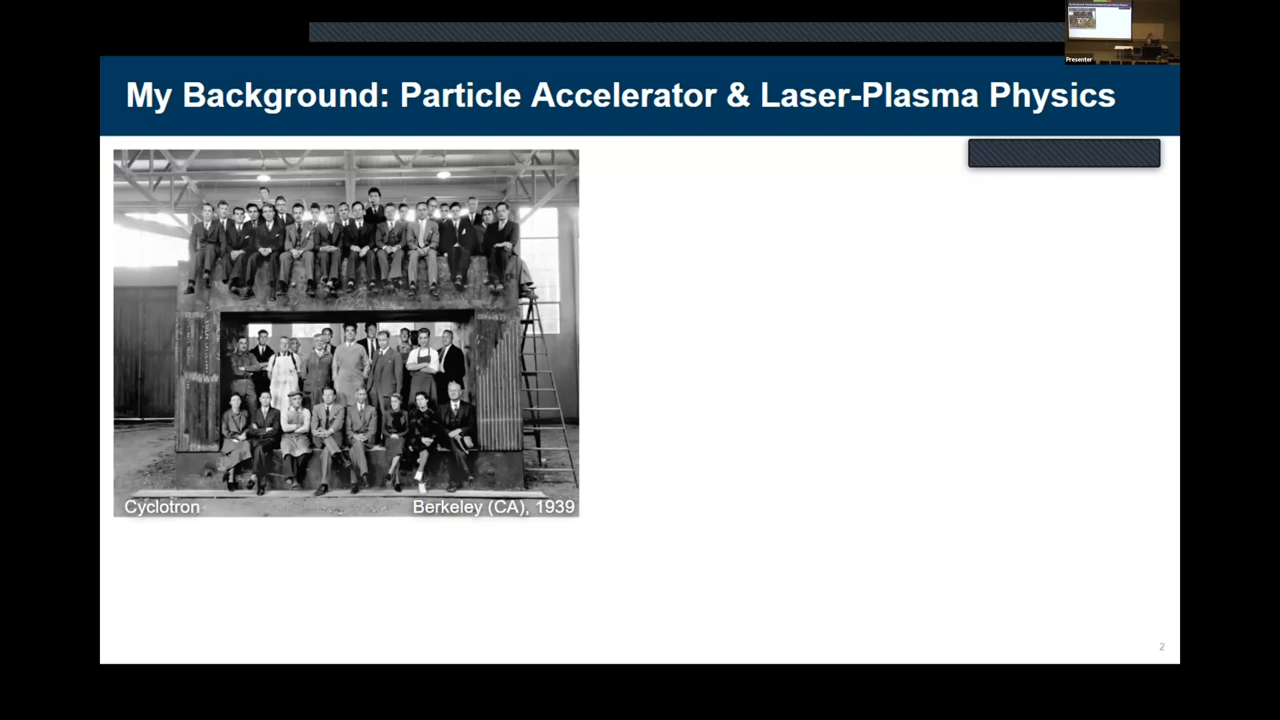 Presenter
My Background: Particle Accelerator & Laser-Plasma Physics
Cyclotron
Berkeley (CA), 1939
2